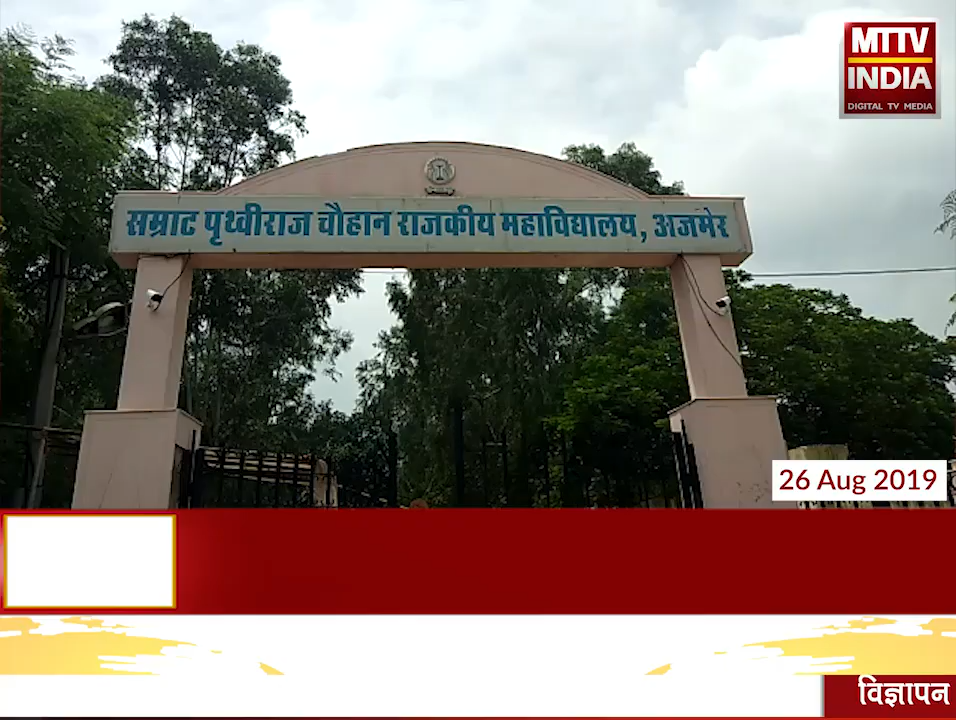 MTTV
INDIA
DIGITAL TV MEDIA
सम्राट पृथ्वीराज चौहान राजकीय महाविद्यालय, अजमेर
26 Aug 2019
विज्ञापन